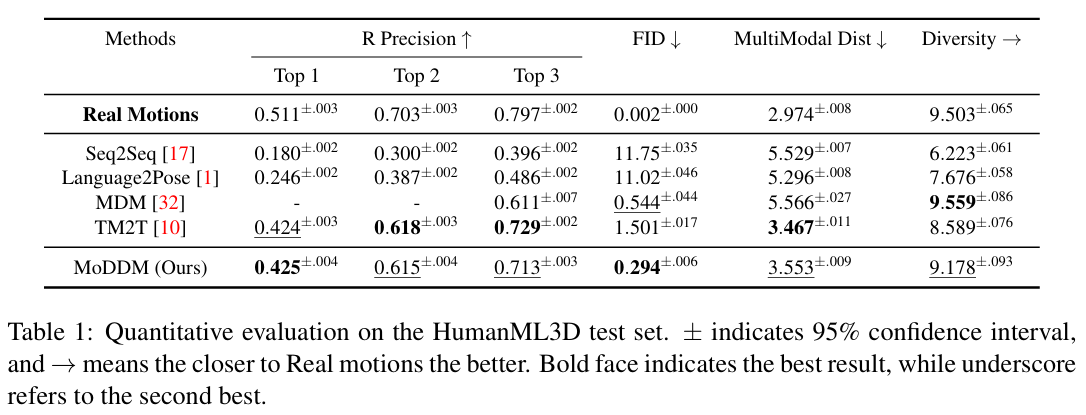 Methods R Precision ↑ FID ↓ MultiModal Dist ↓ Diversity →
Top 1 Top 2 Top 3
Real Motions 0.511±.003 0.703±.003 0.797±.002 0.002±.000 2.974±.008 9.503±.065
Seq2Seq [17] 0.180±.002 0.300±.002 0.396±.002 11.75±.035 5.529±.007 6.223±.061
Language2Pose [1] 0.246±.002 0.387±.002 0.486±.002 11.02±.046 5.296±.008 7.676±.058
MDM [32] - - 0.611±.007 0.544±.044 5.566±.027 9.559±.086
TM2T [10] 0.424±.003 0.618±.003 0.729±.002 1.501±.017 3.467±.011 8.589±.076
MoDDM (Ours) 0.425±.004 0.615±.004 0.713±.003 0.294±.006 3.553±.009 9.178±.093
Table 1: Quantitative evaluation on the HumanML3D test set. ± indicates 95% confidence interval,
and → means the closer to Real motions the better. Bold face indicates the best result, while underscore
refers to the second best.